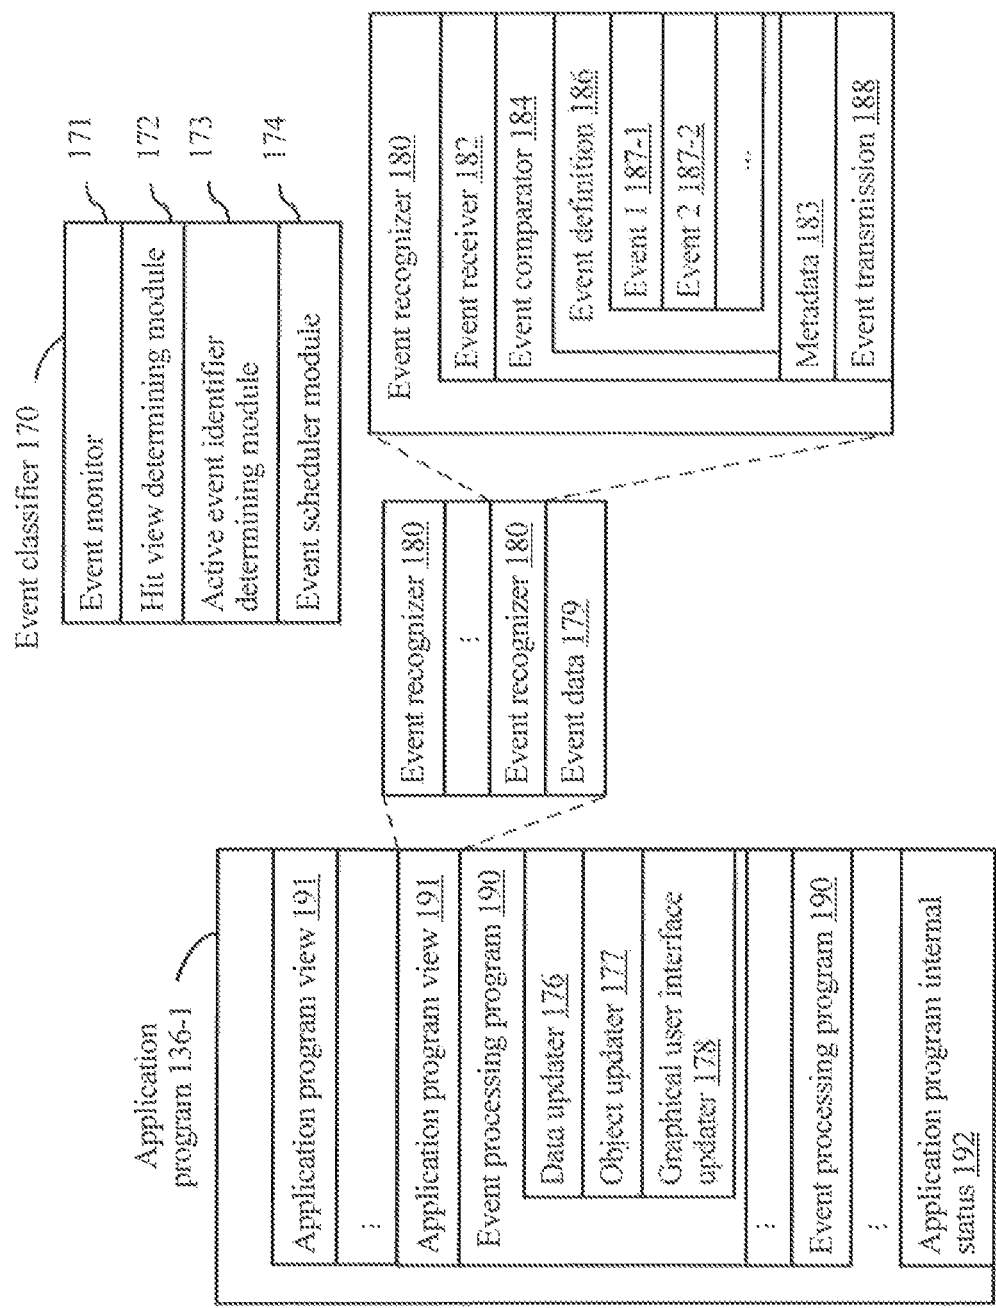 Event classifier 170
Event monitor
171
Hit view determining module
172
Active event identifier
determining module
173
Event scheduler module
174
Application
program 136-1
Application program view 191
⋮
Application program view 191
Event processing program 190
Data updater 176
Object updater 177
Graphical user interface
updater 178
⋮
Event processing program 190
⋮
Application program internal
status 192
Event recognizer 180
⋮
Event recognizer 180
Event data 179
Event recognizer 180
Event receiver 182
Event comparator 184
Event definition 186
Event 1 187-1
Event 2 187-2
...
Metadada 183
Event transmission 188